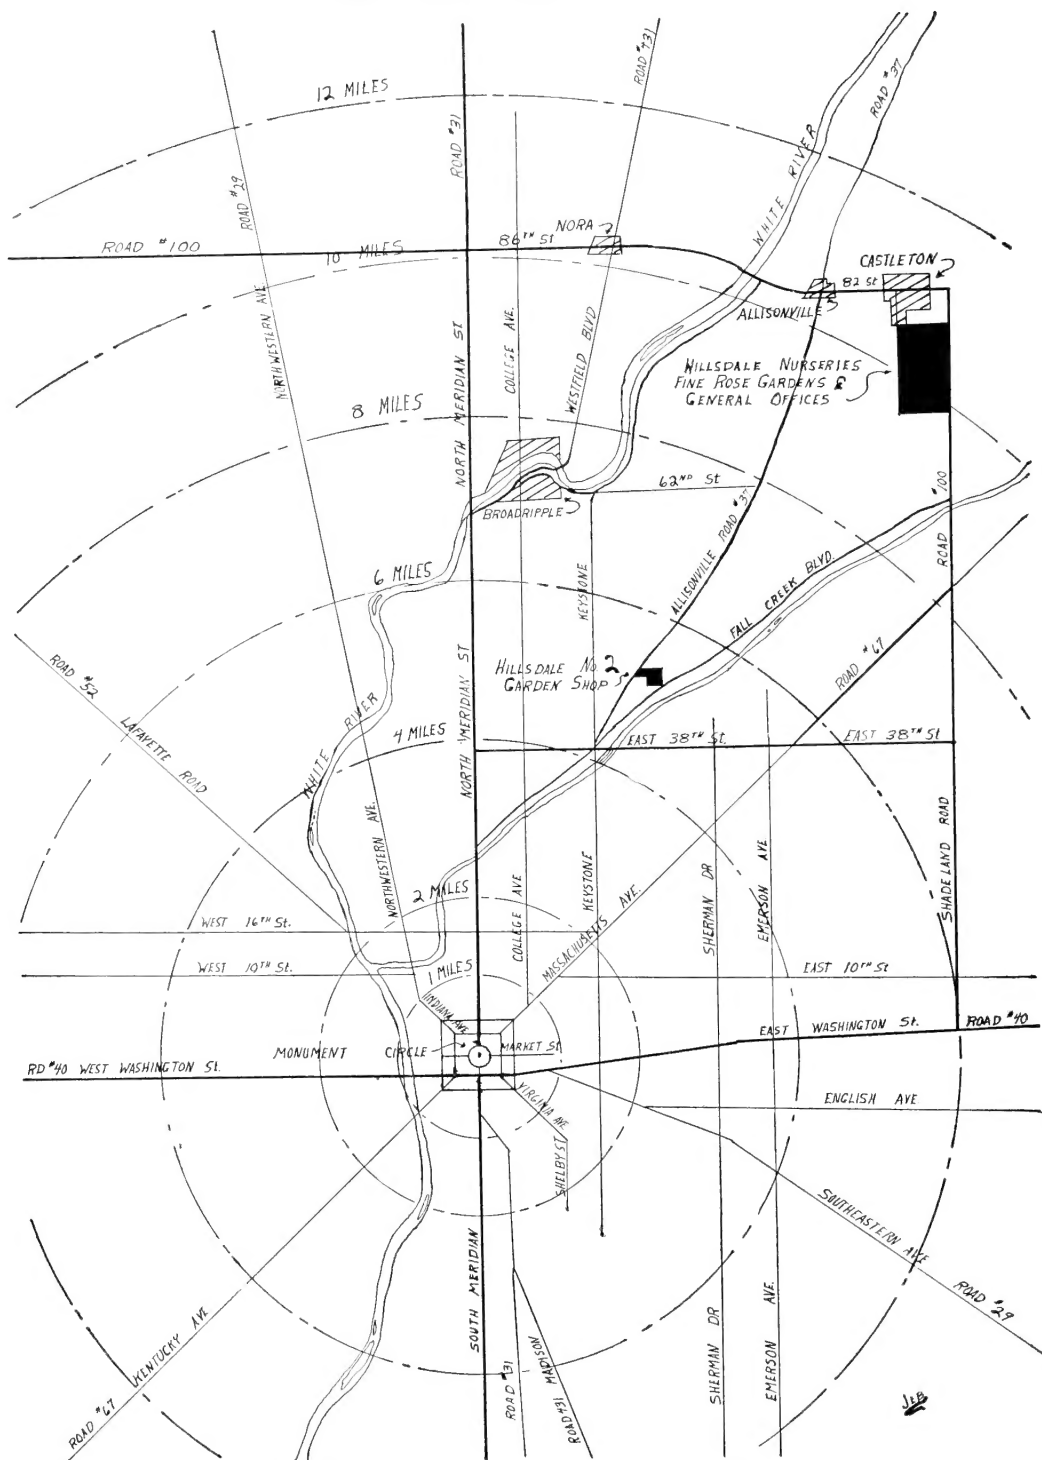 12 MILES
ROAD #31
ROAD #431
ROAD #37
WHITE RIVER
ROAD #29
ROAD #100
10 MILES
86TH St
NORA
CASTLETON
82 St
ALLISONVILLE
NORTHWESTERN AVE.
NORTH MERIDIAN ST
COLLEGE AVE.
WESTFIELD BLVD
HILLSDALE NURSERIES
FINE ROSE GARDENS &
GENERAL OFFICES
8 MILES
62ND St
BROADRIPPLE
ROAD #100
6 MILES
KEYSTONE
ALLISONVILLE ROAD #37
FALL CREEK BLVD.
ROAD #67
ROAD #52
LAFAYETTE ROAD
WHITE RIVER
NORTH MERIDIAN ST
HILLSDALE No. 2
GARDEN SHOP
4 MILES
EAST 38TH St.
EAST 38TH St
NORTHWESTERN AVE.
2 MILES
COLLEGE AVE
KEYSTONE
MASSACHUSETTS AVE.
SHERMAN DR
EMERSON AVE
SHADELAND ROAD
WEST 16TH St.
WEST 10TH St.
1 MILES
EAST 10TH St
INDIANA AVE
MONUMENT CIRCLE
MARKET St
EAST WASHINGTON St.
ROAD #40
RD #40 WEST WASHINGTON St.
VIRGINIA AVE
SHELBY ST
ENGLISH AVE
SOUTHEASTERN AVE
ROAD #29
SOUTH MERIDIAN
KENTUCKY AVE
ROAD #67
ROAD #31
ROAD 431 MADISON
SHERMAN DR
EMERSON AVE.
JEB